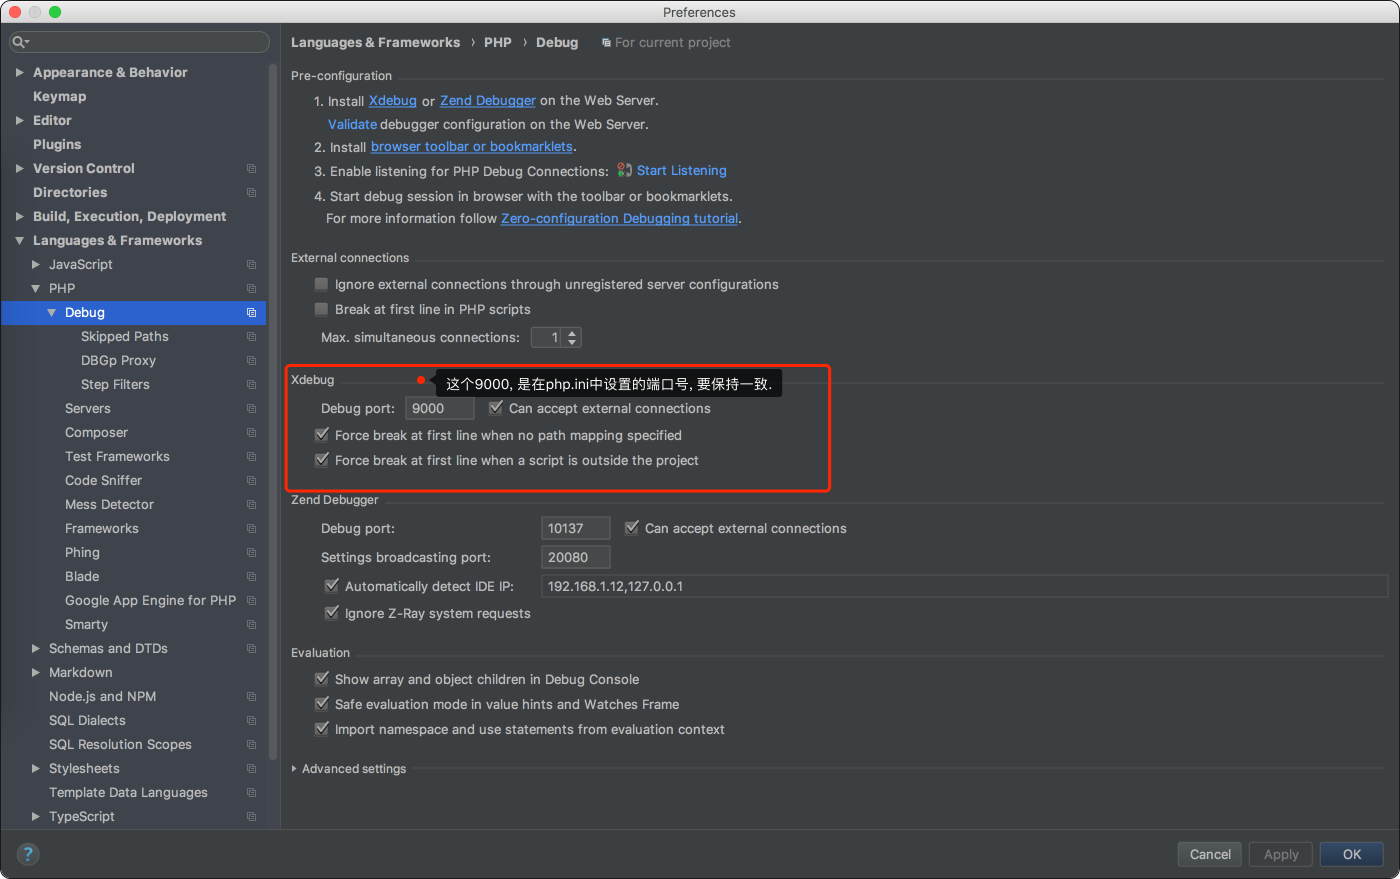 Preferences
Appearance & Behavior
Keymap
Editor
Plugins
Version Control
Directories
Build, Execution, Deployment
Languages & Frameworks
JavaScript
PHP
Debug
Skipped Paths
DBGp Proxy
Step Filters
Servers
Composer
Test Frameworks
Code Sniffer
Mess Detector
Frameworks
Phing
Blade
Google App Engine for PHP
Smarty
Schemas and DTDs
Markdown
Node.js and NPM
SQL Dialects
SQL Resolution Scopes
Stylesheets
Template Data Languages
TypeScript
Languages & Frameworks › PHP › Debug For current project
Pre-configuration
1. Install Xdebug or Zend Debugger on the Web Server.
Validate debugger configuration on the Web Server.
2. Install browser toolbar or bookmarklets.
3. Enable listening for PHP Debug Connections: Start Listening
4. Start debug session in browser with the toolbar or bookmarklets.
For more information follow Zero-configuration Debugging tutorial.
External connections
Ignore external connections through unregistered server configurations
Break at first line in PHP scripts
Max. simultaneous connections: 1
Xdebug
这个9000, 是在php.ini中设置的端口号, 要保持一致.
Debug port: 9000 Can accept external connections
Force break at first line when no path mapping specified
Force break at first line when a script is outside the project
Zend Debugger
Debug port: 10137 Can accept external connections
Settings broadcasting port: 20080
Automatically detect IDE IP: 192.168.1.12,127.0.0.1
Ignore Z-Ray system requests
Evaluation
Show array and object children in Debug Console
Safe evaluation mode in value hints and Watches Frame
Import namespace and use statements from evaluation context
Advanced settings
?
Cancel Apply OK